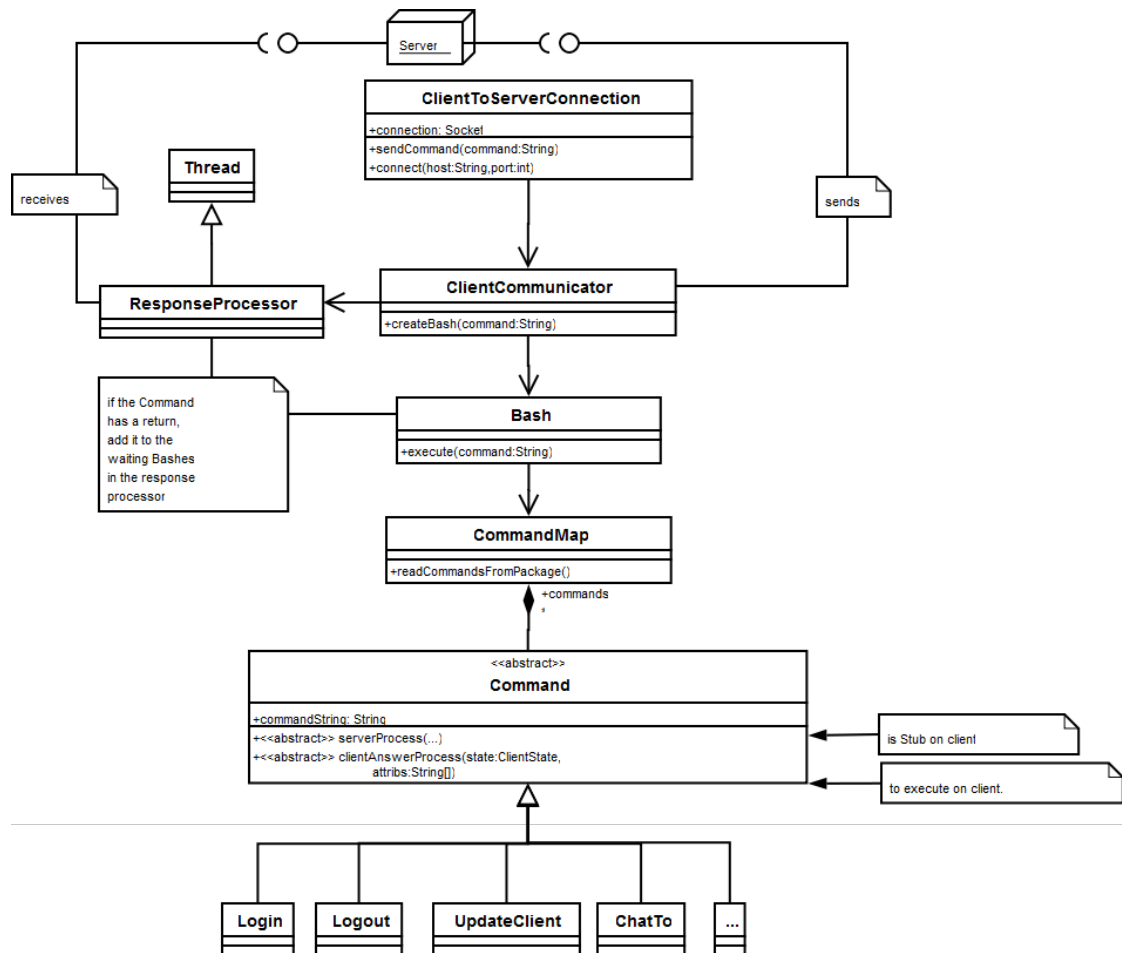 Server
ClientToServerConnection
+connection: Socket
+sendCommand(command:String)
+connect(host:String,port:int)
Thread
receives
sends
ResponseProcessor
ClientCommunicator
+createBash(command:String)
if the Command
has a return,
add it to the
waiting Bashes
in the response
processor
Bash
+execute(command:String)
CommandMap
+readCommandsFromPackage()
+commands
<<abstract>>
Command
+commandString: String
+<<abstract>> serverProcess(...)
+<<abstract>> clientAnswerProcess(state:ClientState,
attribs:String[])
is Stub on client
to execute on client.
Login
Logout
UpdateClient
ChatTo
...